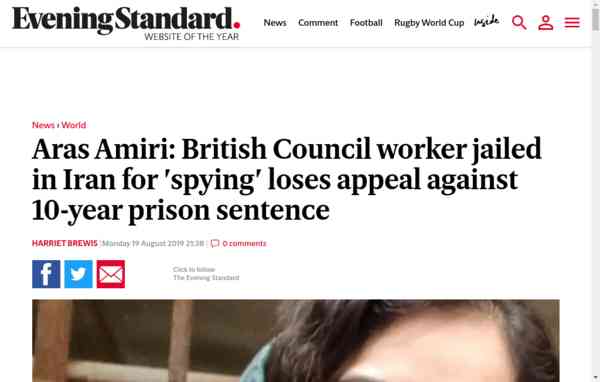 Evening Standard.
WEBSITE OF THE YEAR
News Comment Football Rugby World Cup Inside
News › World
Aras Amiri: British Council worker jailed
in Iran for 'spying' loses appeal against
10-year prison sentence
HARRIET BREWIS | Monday 19 August 2019 21:38 | 0 comments
Click to follow
The Evening Standard